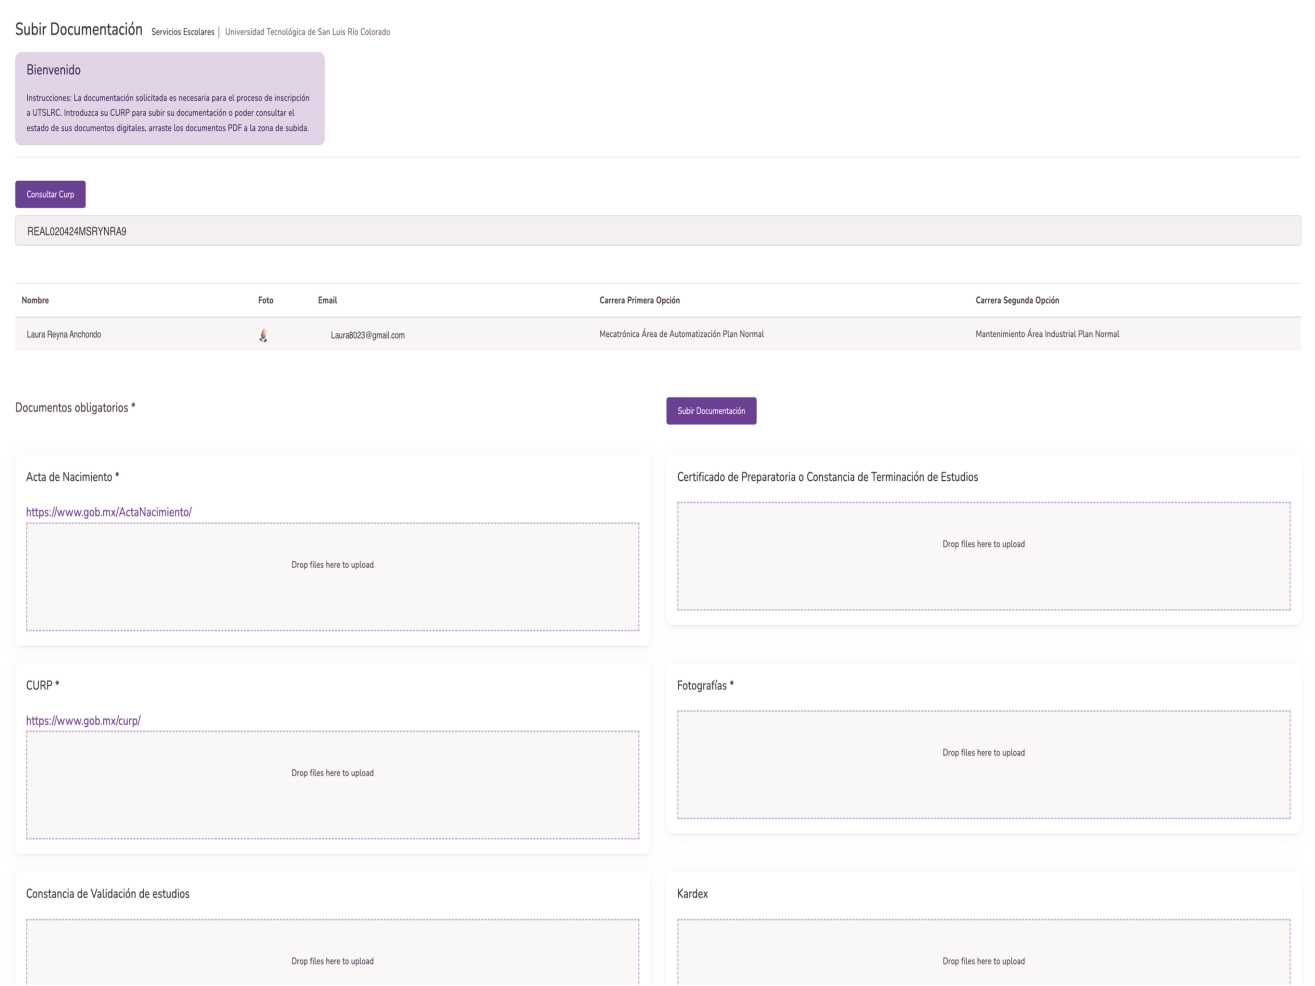 Subir Documentación Servicios Escolares | Universidad Tecnológica de San Luis Río Colorado
Bienvenido
Instrucciones: La documentación solicitada es necesaria para el proceso de inscripción
a UTSLRC. Introduzca su CURP para subir su documentación o poder consultar el
estado de sus documentos digitales, arraste los documentos PDF a la zona de subida.
Consultar Curp
REAL020424MSRYNRA9
Nombre Foto Email Carrera Primera Opción Carrera Segunda Opción
Laura Reyna Anchondo Laura8023@gmail.com Mecatrónica Área de Automatización Plan Normal Mantenimiento Área Industrial Plan Normal
Documentos obligatorios * Subir Documentación
Acta de Nacimiento *
https://www.gob.mx/ActaNacimiento/
Drop files here to upload
Certificado de Preparatoria o Constancia de Terminación de Estudios
Drop files here to upload
CURP *
https://www.gob.mx/curp/
Drop files here to upload
Fotografías *
Drop files here to upload
Constancia de Validación de estudios
Drop files here to upload
Kardex
Drop files here to upload